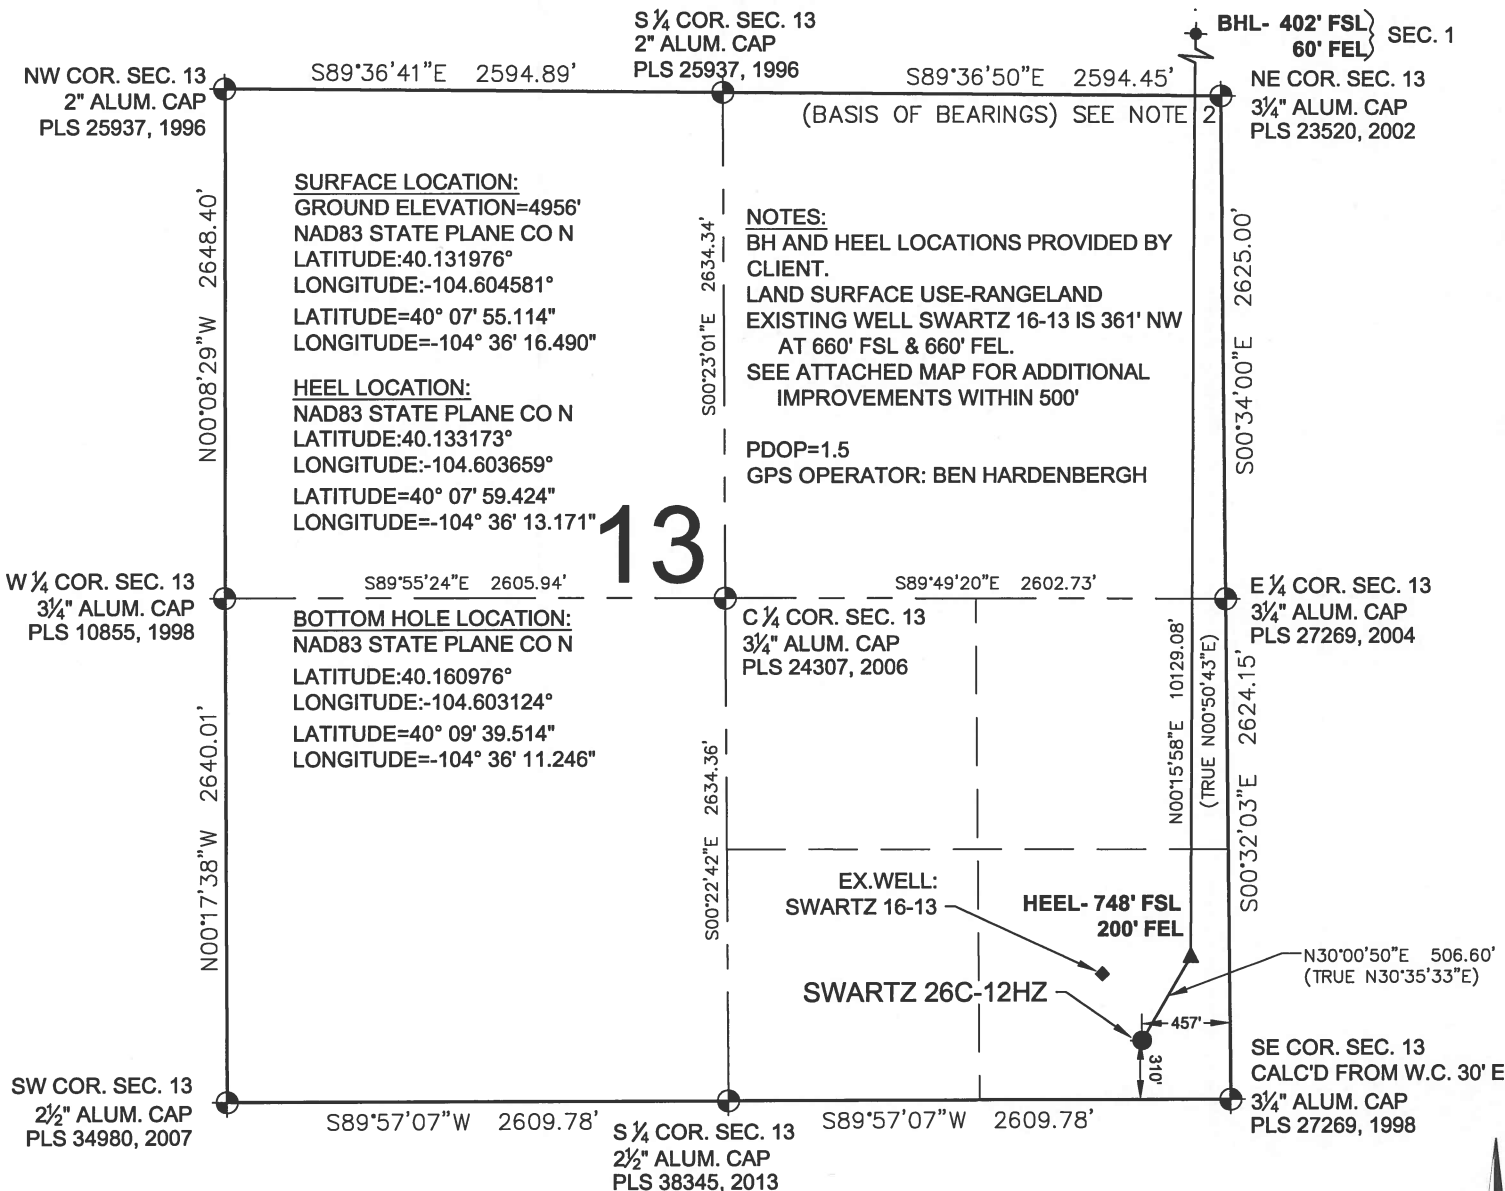 S ¼ COR. SEC. 13
2" ALUM. CAP
PLS 25937, 1996
BHL- 402' FSL
60' FEL
SEC. 1
NW COR. SEC. 13
2" ALUM. CAP
PLS 25937, 1996
S89°36'41"E 2594.89'
S89°36'50"E 2594.45'
(BASIS OF BEARINGS) SEE NOTE 2
NE COR. SEC. 13
3¼" ALUM. CAP
PLS 23520, 2002
N00°08'29"W 2648.40'
SURFACE LOCATION:
GROUND ELEVATION=4956'
NAD83 STATE PLANE CO N
LATITUDE:40.131976°
LONGITUDE:-104.604581°
LATITUDE=40° 07' 55.114"
LONGITUDE=-104° 36' 16.490"
HEEL LOCATION:
NAD83 STATE PLANE CO N
LATITUDE:40.133173°
LONGITUDE:-104.603659°
LATITUDE=40° 07' 59.424"
LONGITUDE=-104° 36' 13.171"
S00°23'01"E 2634.34'
NOTES:
BH AND HEEL LOCATIONS PROVIDED BY
CLIENT.
LAND SURFACE USE-RANGELAND
EXISTING WELL SWARTZ 16-13 IS 361' NW
AT 660' FSL & 660' FEL.
SEE ATTACHED MAP FOR ADDITIONAL
IMPROVEMENTS WITHIN 500'
PDOP=1.5
GPS OPERATOR: BEN HARDENBERGH
S00°34'00"E 2625.00'
13
W ¼ COR. SEC. 13
3¼" ALUM. CAP
PLS 10855, 1998
S89°55'24"E 2605.94'
S89°49'20"E 2602.73'
E ¼ COR. SEC. 13
3¼" ALUM. CAP
PLS 27269, 2004
BOTTOM HOLE LOCATION:
NAD83 STATE PLANE CO N
LATITUDE:40.160976°
LONGITUDE:-104.603124°
LATITUDE=40° 09' 39.514"
LONGITUDE=-104° 36' 11.246"
C ¼ COR. SEC. 13
3¼" ALUM. CAP
PLS 24307, 2006
N00°17'38"W 2640.01'
S00°22'42"E 2634.36'
N00°15'58"E 10129.08'
(TRUE N00°50'43"E)
S00°32'03"E 2624.15'
EX.WELL:
SWARTZ 16-13
HEEL- 748' FSL
200' FEL
N30°00'50"E 506.60'
(TRUE N30°35'33"E)
SWARTZ 26C-12HZ
457'
310'
SW COR. SEC. 13
2½" ALUM. CAP
PLS 34980, 2007
S89°57'07"W 2609.78'
S ¼ COR. SEC. 13
2½" ALUM. CAP
PLS 38345, 2013
S89°57'07"W 2609.78'
SE COR. SEC. 13
CALC'D FROM W.C. 30' E
3¼" ALUM. CAP
PLS 27269, 1998